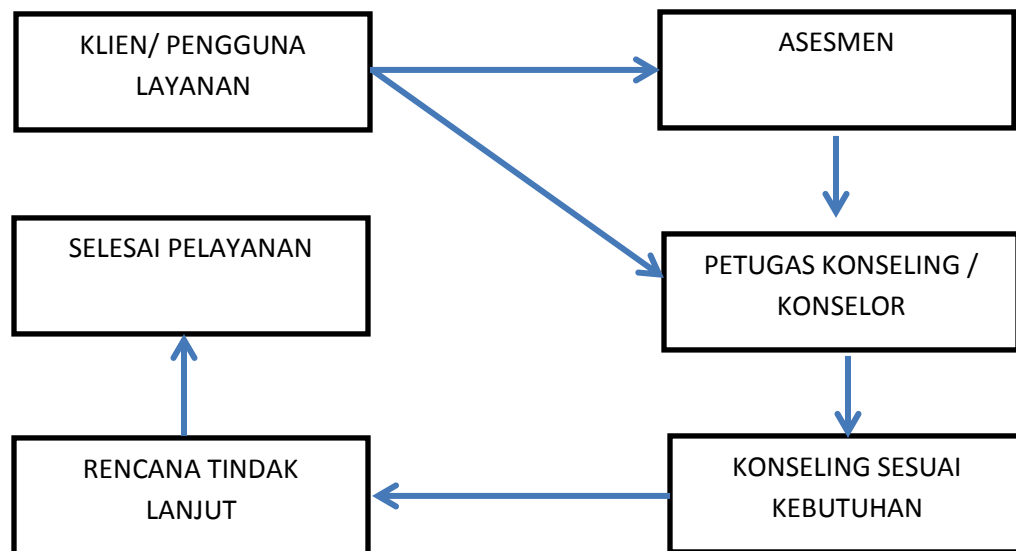 KLIEN/ PENGGUNA
LAYANAN
ASESMEN
PETUGAS KONSELING /
KONSELOR
KONSELING SESUAI
KEBUTUHAN
RENCANA TINDAK
LANJUT
SELESAI PELAYANAN